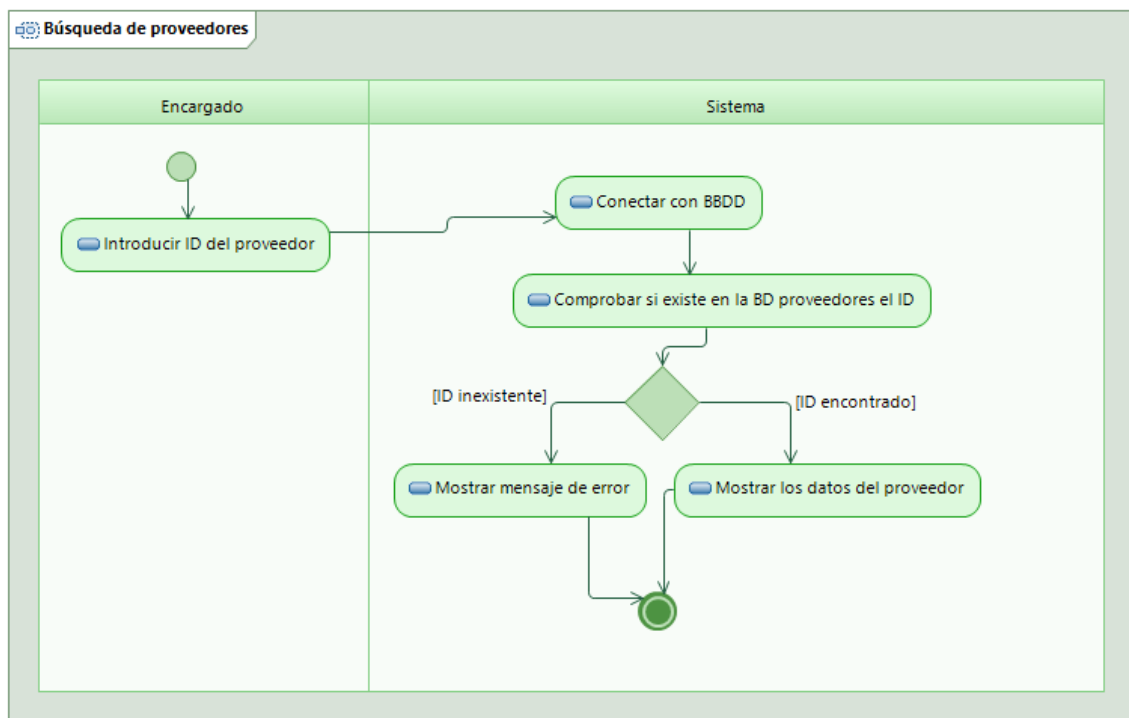 Búsqueda de proveedores
Encargado
Sistema
Conectar con BBDD
Introducir ID del proveedor
Comprobar si existe en la BD proveedores el ID
[ID inexistente]
[ID encontrado]
Mostrar mensaje de error
Mostrar los datos del proveedor